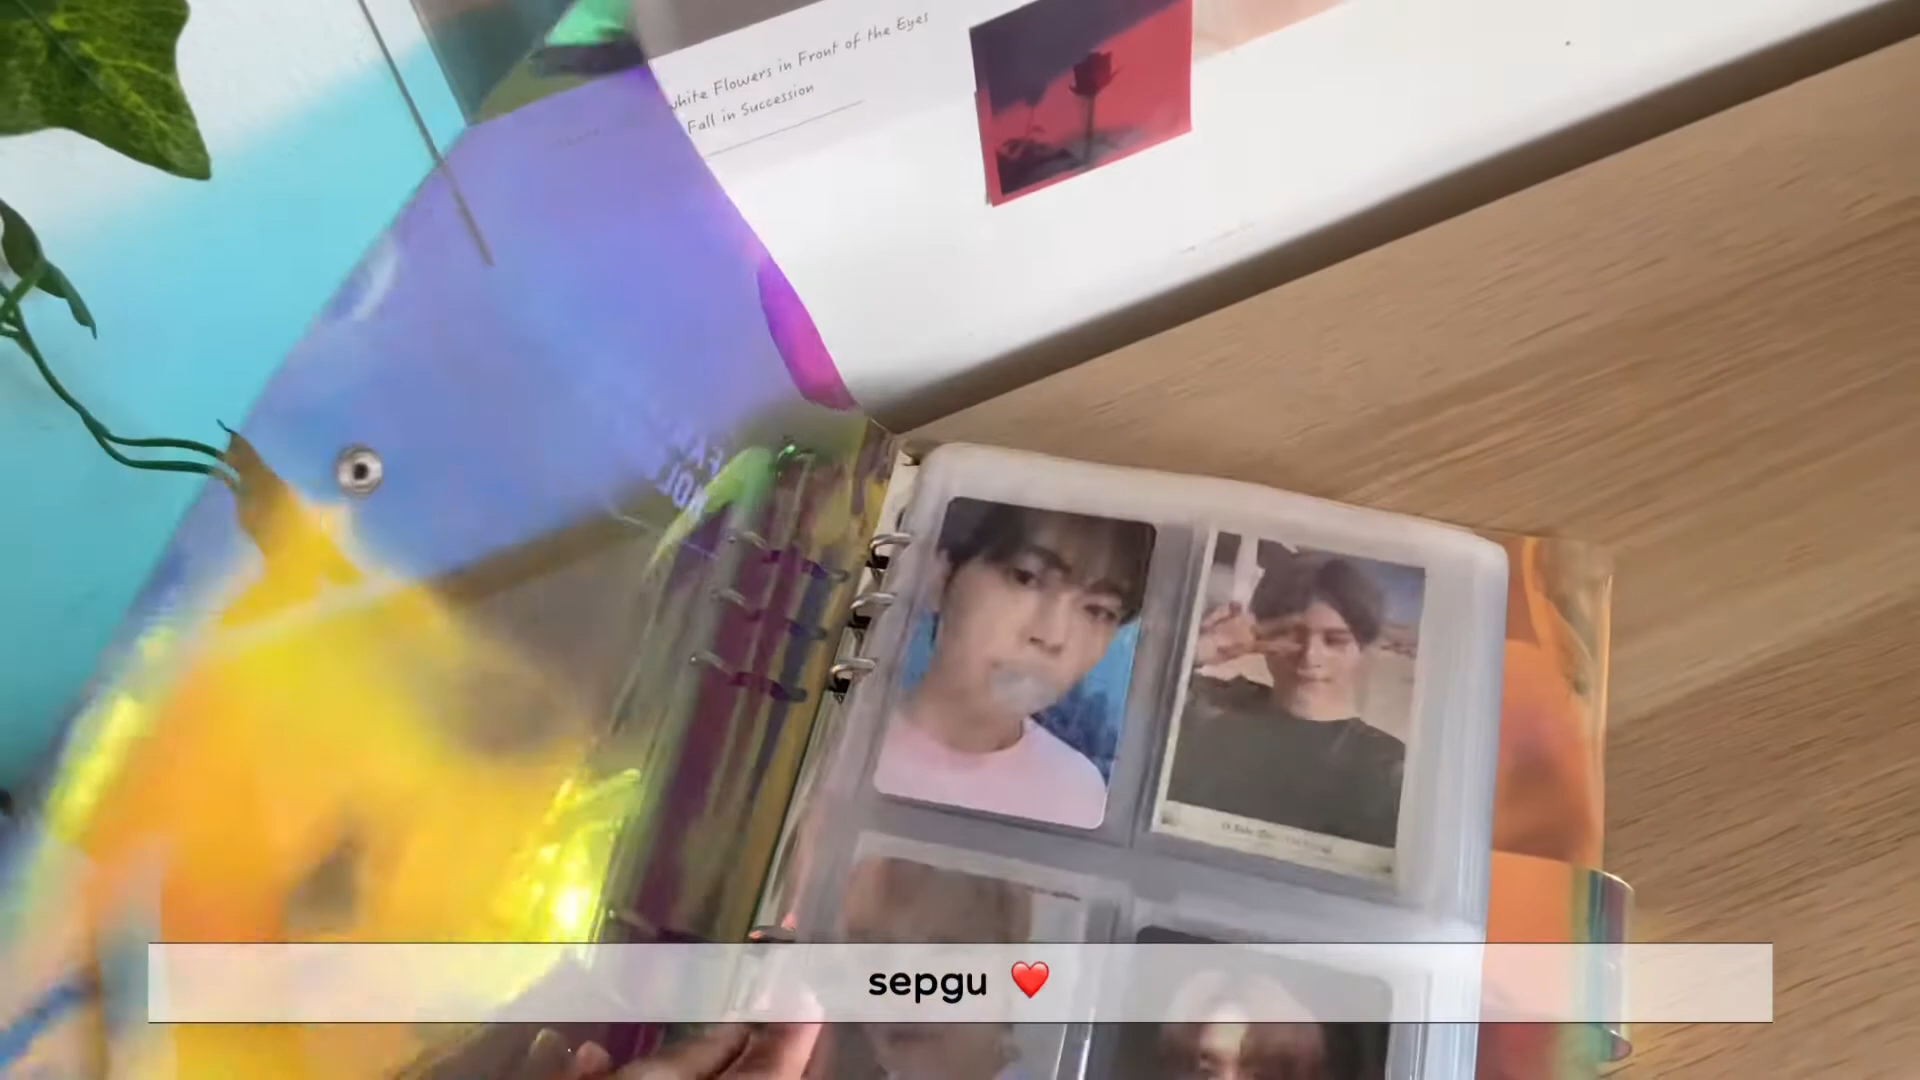 white Flowers in Front of the Eyes
Fall in Succession
sepgu ❤️